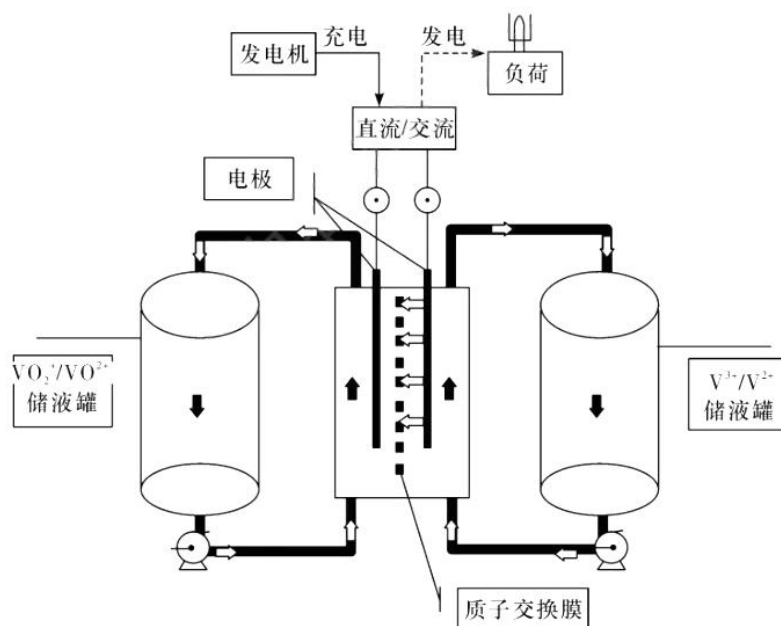 充电
发电
发电机
负荷
直流/交流
电极
VO₂⁺/VO²⁺
储液罐
V³⁺/V²⁺
储液罐
质子交换膜